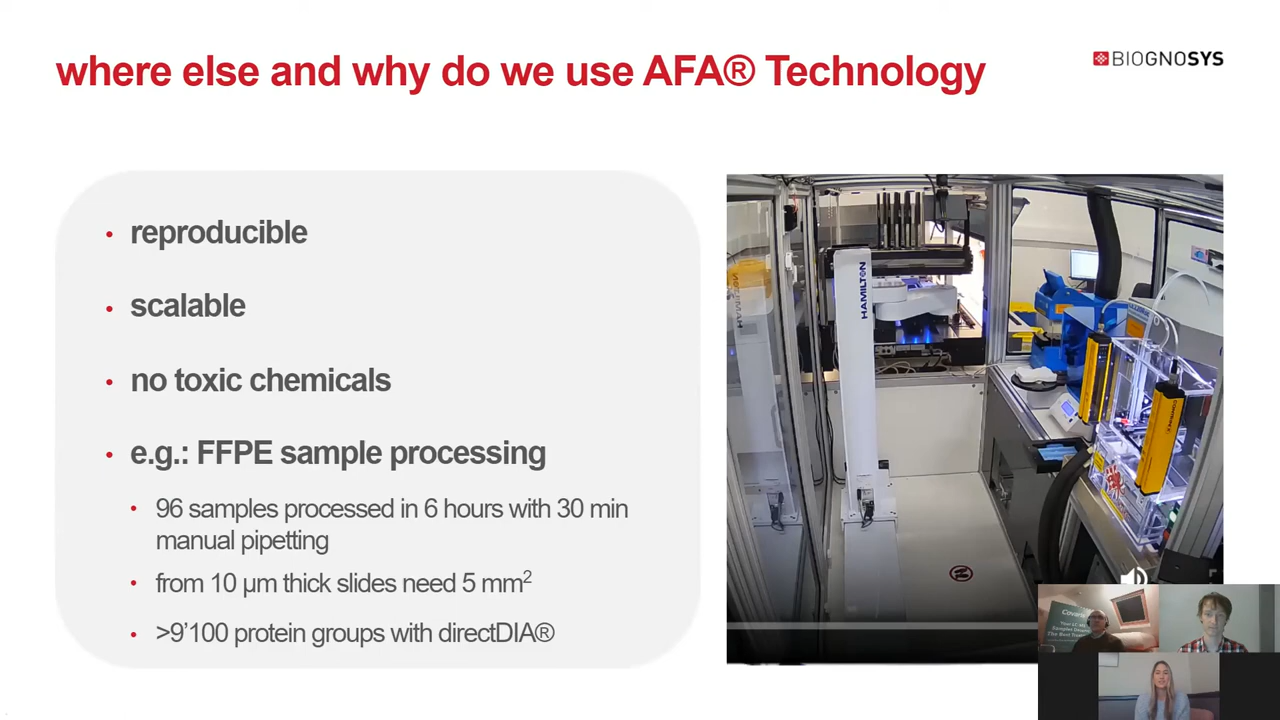 where else and why do we use AFA® Technology
BIOGNOSYS
• reproducible
• scalable
• no toxic chemicals
• e.g.: FFPE sample processing
• 96 samples processed in 6 hours with 30 min
manual pipetting
• from 10 µm thick slides need 5 mm²
• >9’100 protein groups with directDIA®
HAMILTON